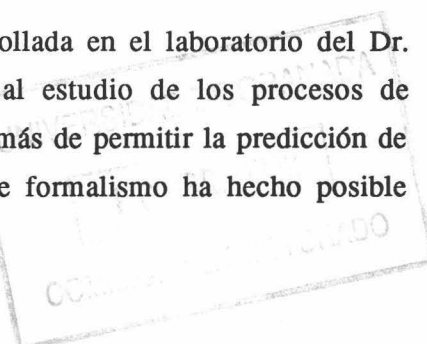 ollada en el laboratorio del Dr.
al estudio de los procesos de
más de permitir la predicción de
e formalismo ha hecho posible